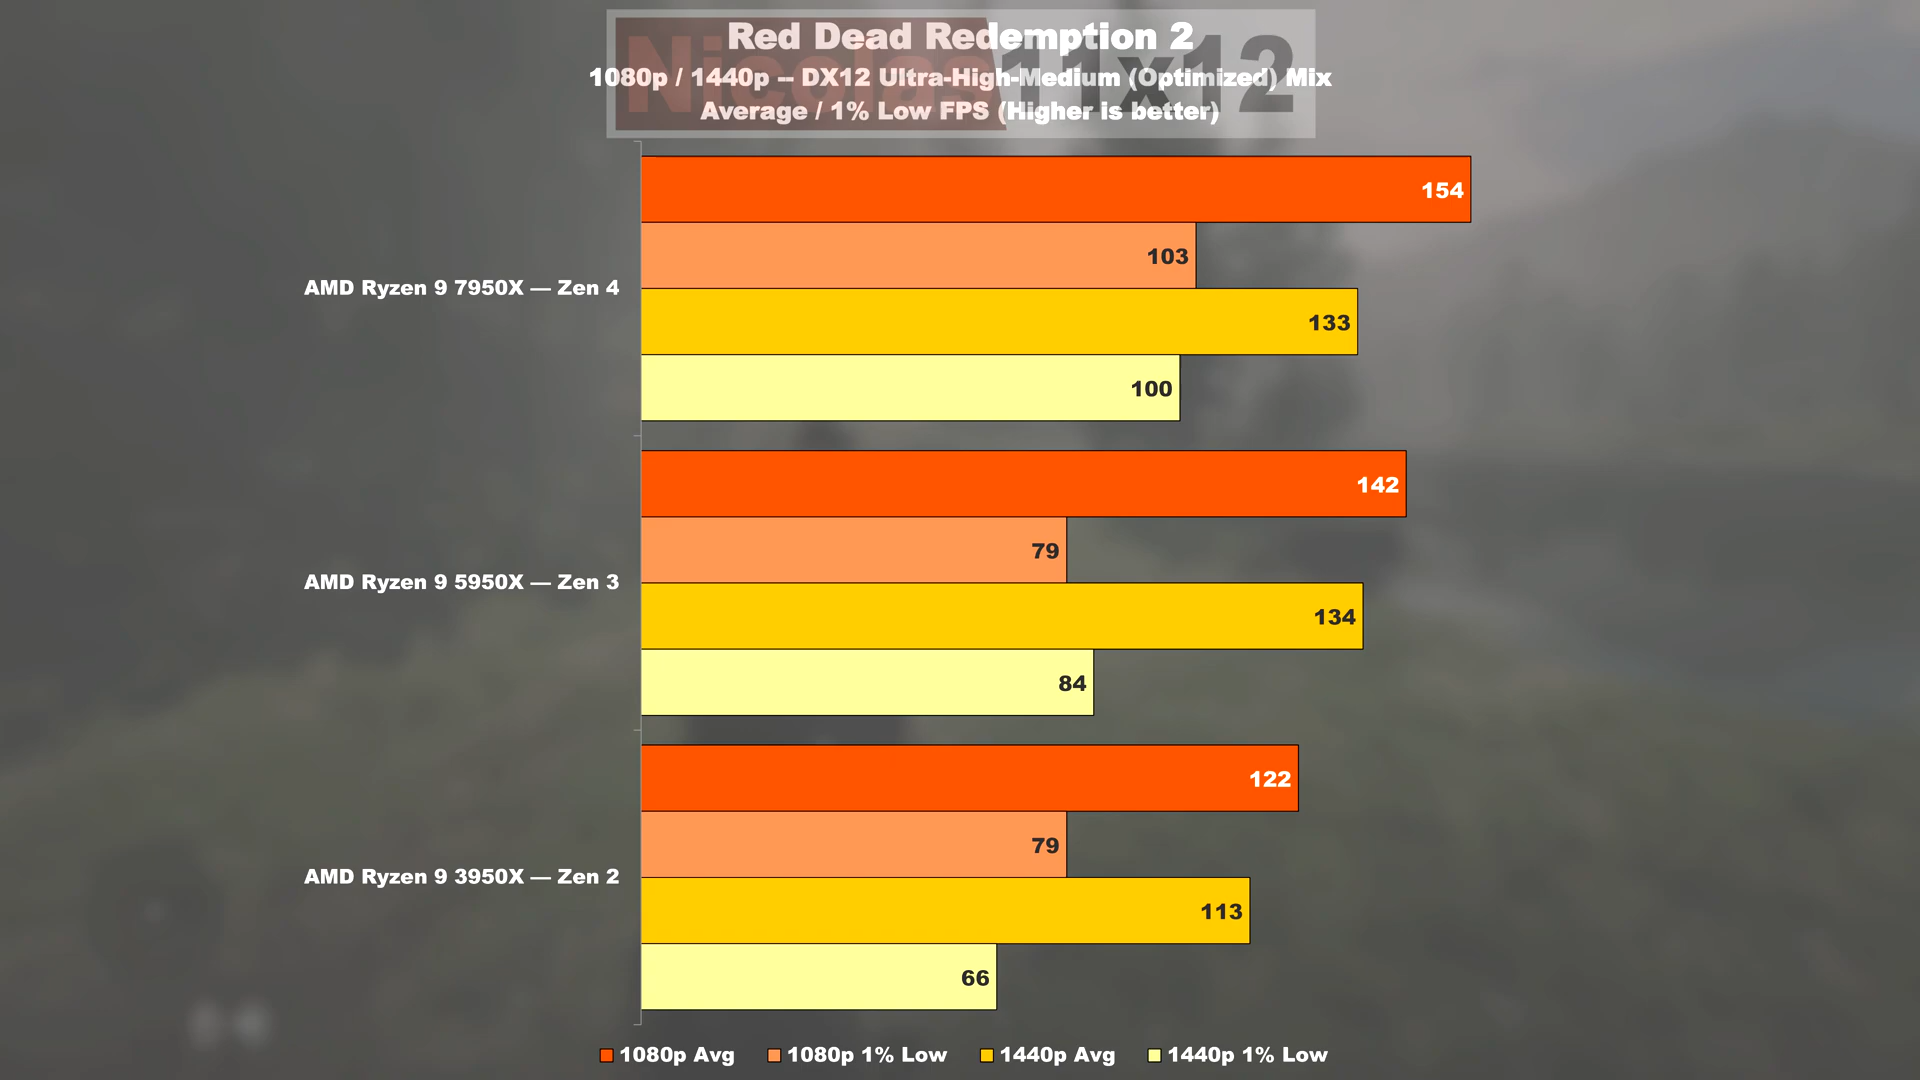 Nicolas11x12
Red Dead Redemption 2
1080p / 1440p -- DX12 Ultra-High-Medium (Optimized) Mix
Average / 1% Low FPS (Higher is better)
154
103
AMD Ryzen 9 7950X — Zen 4
133
100
142
79
AMD Ryzen 9 5950X — Zen 3
134
84
122
79
AMD Ryzen 9 3950X — Zen 2
113
66
1080p Avg 1080p 1% Low 1440p Avg 1440p 1% Low